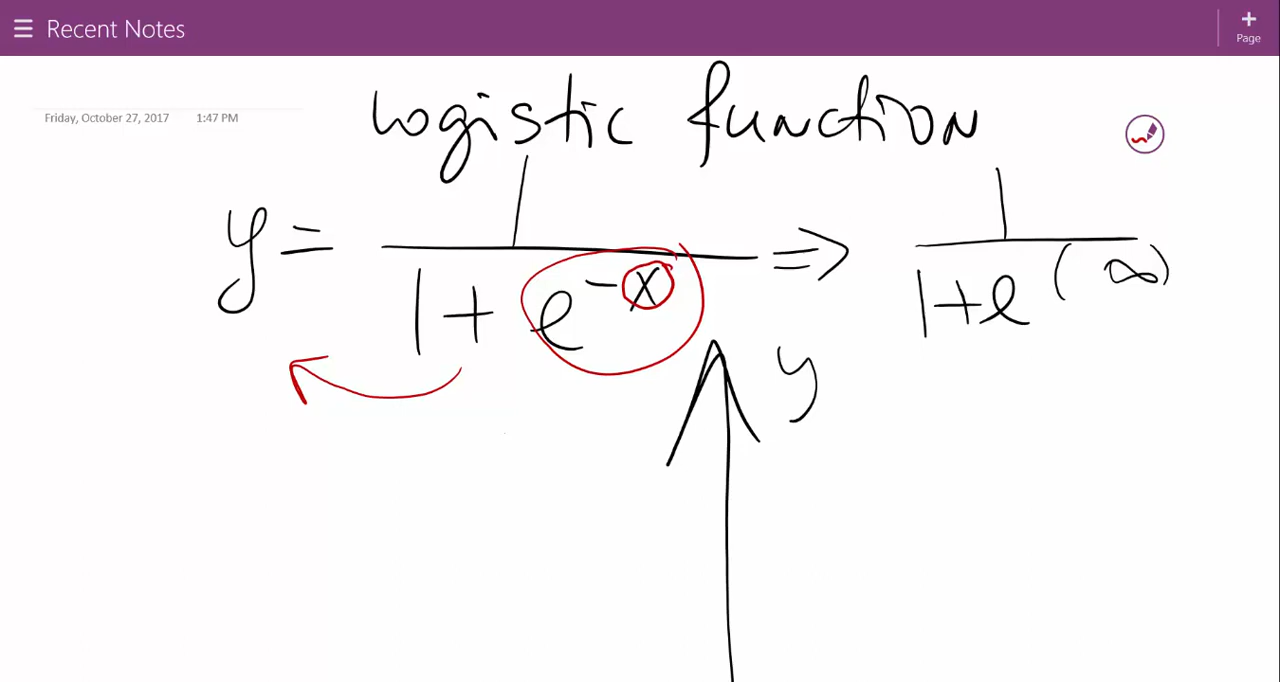 Recent Notes
Page
Friday, October 27, 2017 1:47 PM
logistic function
y = 1 / (1 + e^(-x)) ⇒ 1 / (1 + e^(∞))
y